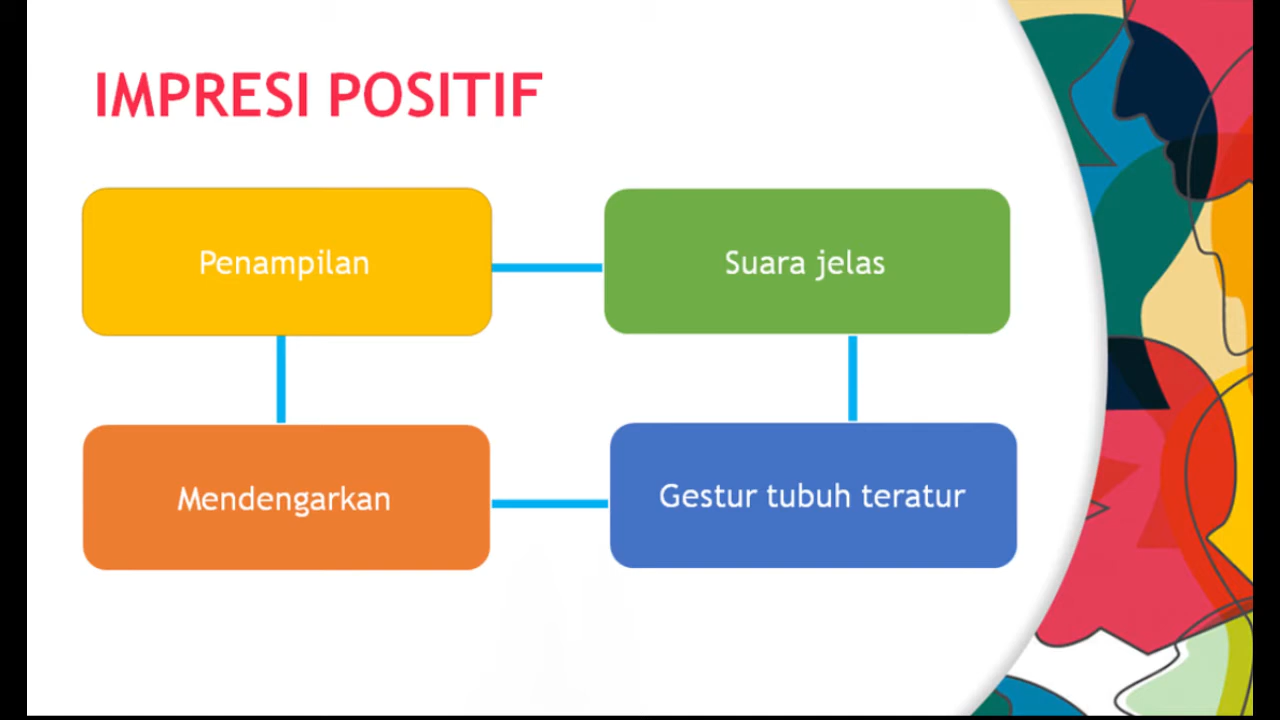 IMPRESI POSITIF
Penampilan
Suara jelas
Mendengarkan
Gestur tubuh teratur